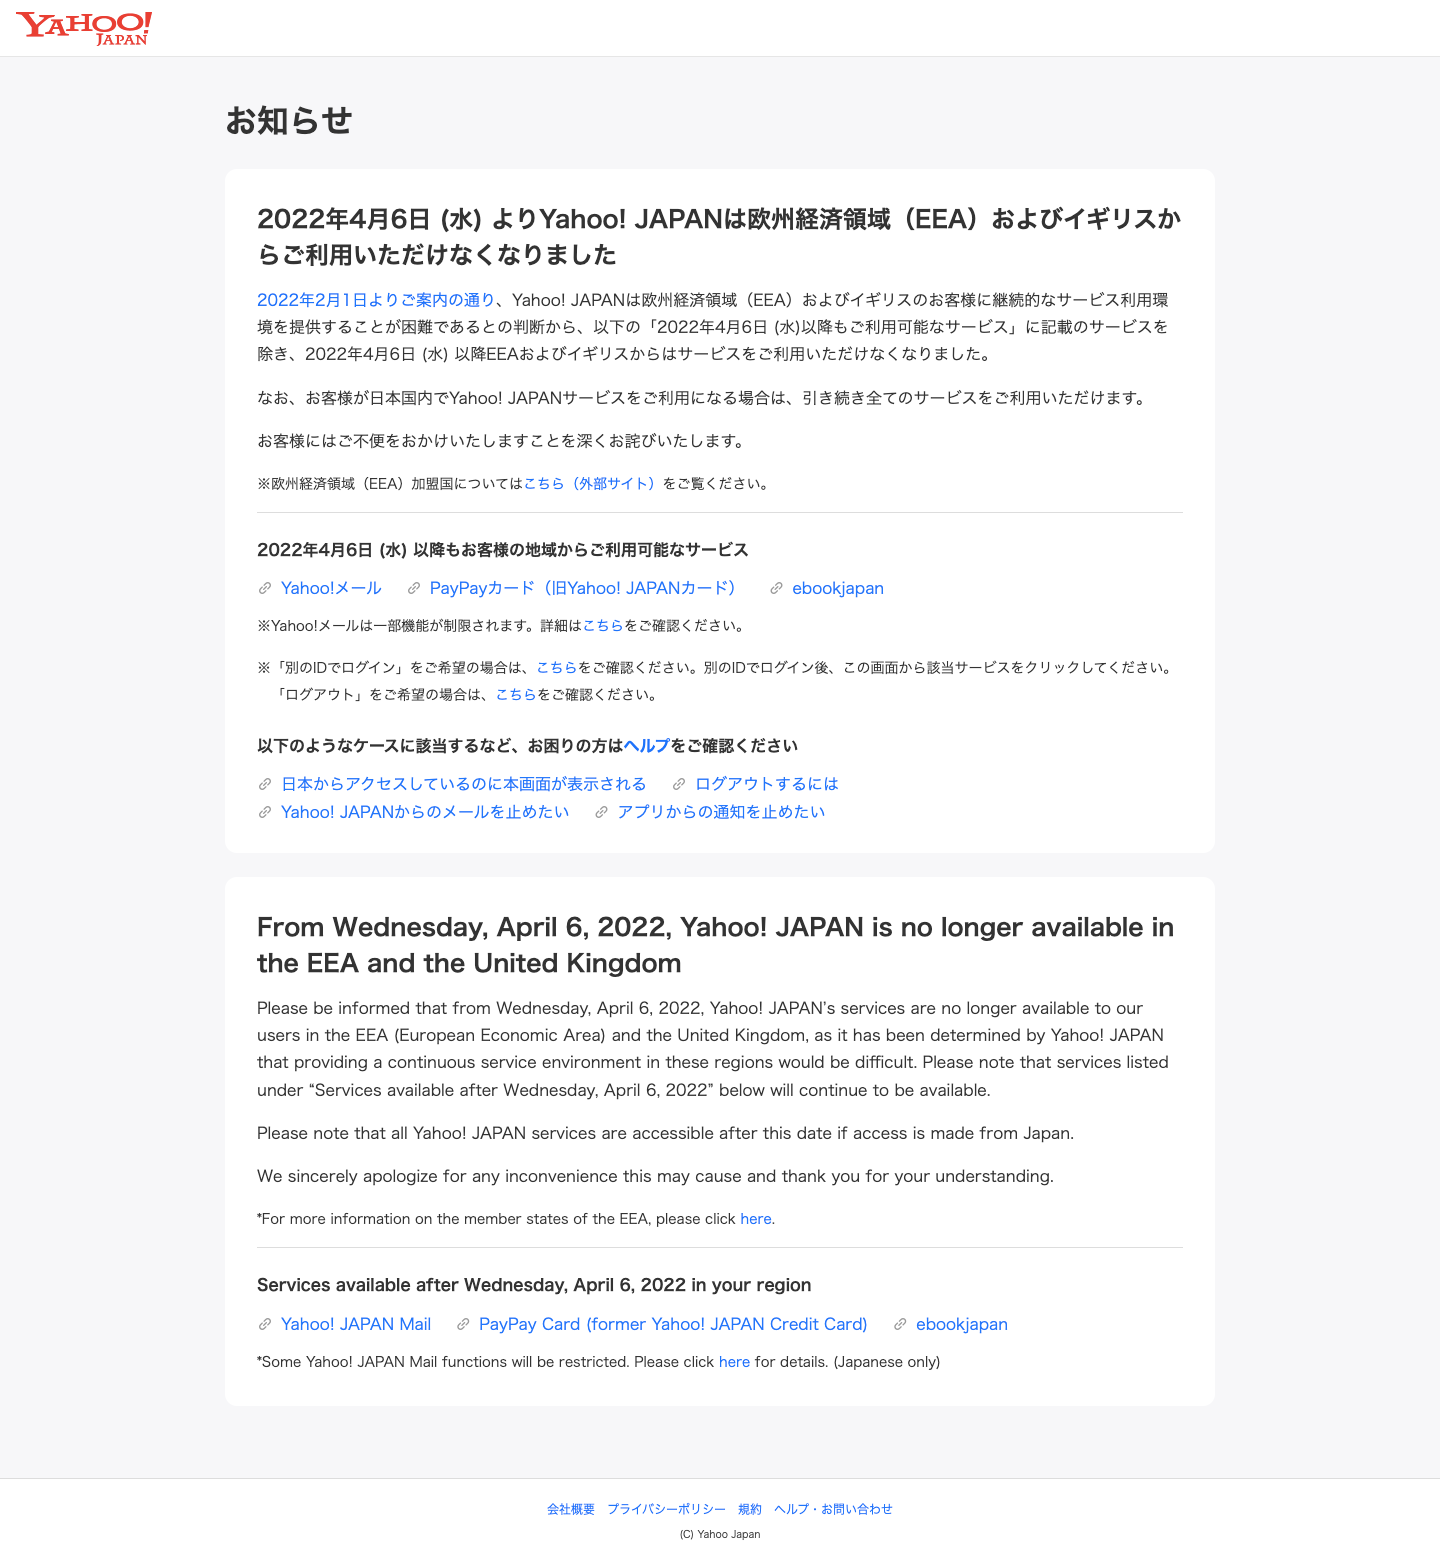 YAHOO!
JAPAN
お知らせ
2022年4月6日 (水) よりYahoo! JAPANは欧州経済領域（EEA）およびイギリスか
らご利用いただけなくなりました
2022年2月1日よりご案内の通り、Yahoo! JAPANは欧州経済領域（EEA）およびイギリスのお客様に継続的なサービス利用環
境を提供することが困難であるとの判断から、以下の「2022年4月6日 (水)以降もご利用可能なサービス」に記載のサービスを
除き、2022年4月6日 (水) 以降EEAおよびイギリスからはサービスをご利用いただけなくなりました。
なお、お客様が日本国内でYahoo! JAPANサービスをご利用になる場合は、引き続き全てのサービスをご利用いただけます。
お客様にはご不便をおかけいたしますことを深くお詫びいたします。
※欧州経済領域（EEA）加盟国についてはこちら（外部サイト）をご覧ください。
2022年4月6日 (水) 以降もお客様の地域からご利用可能なサービス
Yahoo!メール PayPayカード（旧Yahoo! JAPANカード） ebookjapan
※Yahoo!メールは一部機能が制限されます。詳細はこちらをご確認ください。
※「別のIDでログイン」をご希望の場合は、こちらをご確認ください。別のIDでログイン後、この画面から該当サービスをクリックしてください。
「ログアウト」をご希望の場合は、こちらをご確認ください。
以下のようなケースに該当するなど、お困りの方はヘルプをご確認ください
日本からアクセスしているのに本画面が表示される ログアウトするには
Yahoo! JAPANからのメールを止めたい アプリからの通知を止めたい
From Wednesday, April 6, 2022, Yahoo! JAPAN is no longer available in
the EEA and the United Kingdom
Please be informed that from Wednesday, April 6, 2022, Yahoo! JAPAN’s services are no longer available to our
users in the EEA (European Economic Area) and the United Kingdom, as it has been determined by Yahoo! JAPAN
that providing a continuous service environment in these regions would be difficult. Please note that services listed
under “Services available after Wednesday, April 6, 2022” below will continue to be available.
Please note that all Yahoo! JAPAN services are accessible after this date if access is made from Japan.
We sincerely apologize for any inconvenience this may cause and thank you for your understanding.
*For more information on the member states of the EEA, please click here.
Services available after Wednesday, April 6, 2022 in your region
Yahoo! JAPAN Mail PayPay Card (former Yahoo! JAPAN Credit Card) ebookjapan
*Some Yahoo! JAPAN Mail functions will be restricted. Please click here for details. (Japanese only)
会社概要 プライバシーポリシー 規約 ヘルプ・お問い合わせ
(C) Yahoo Japan